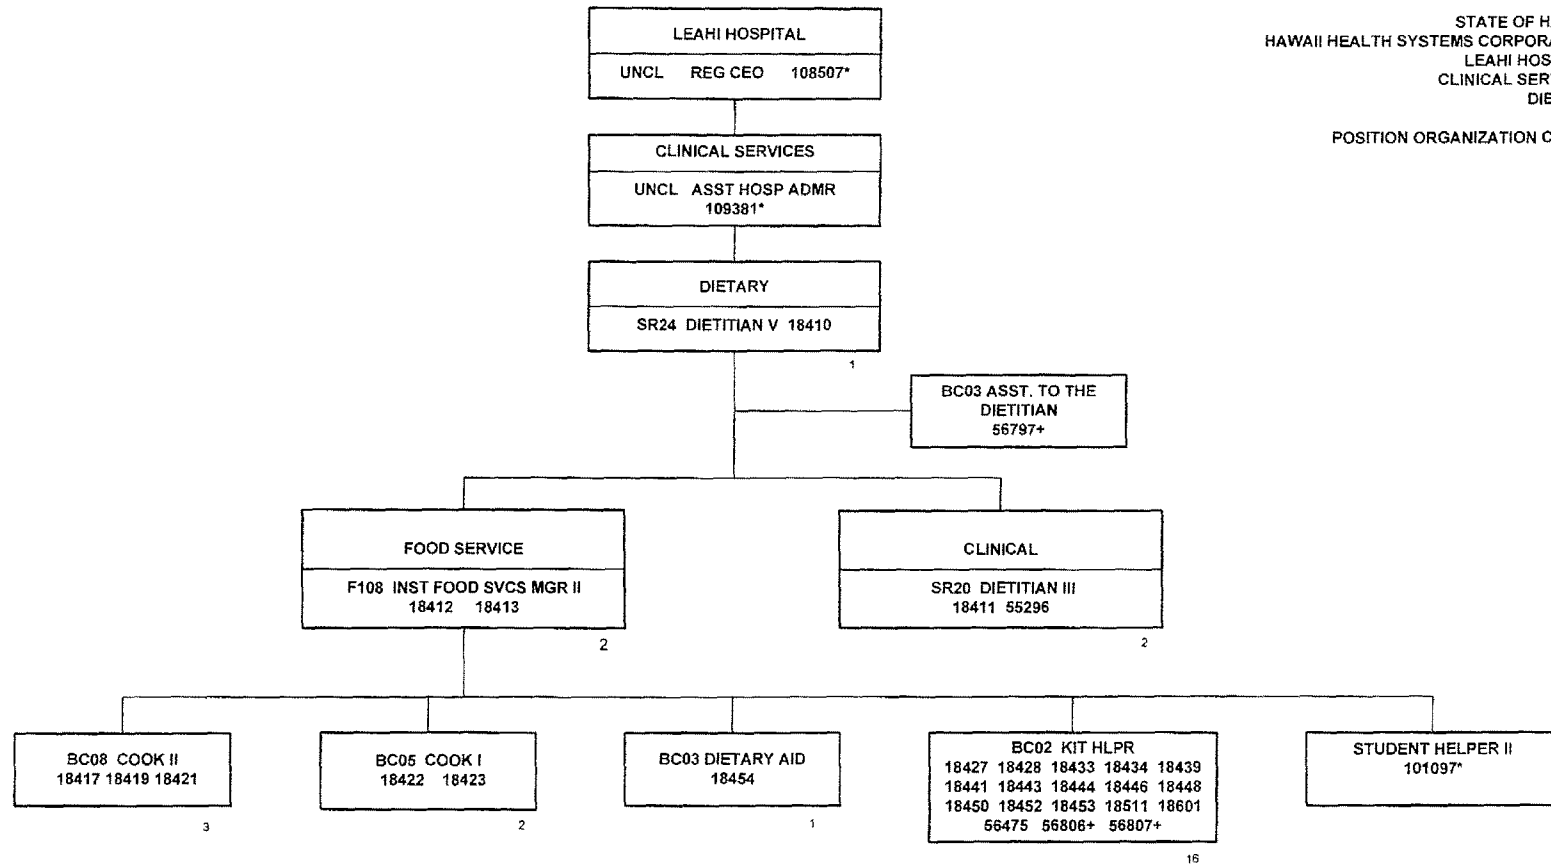 STATE OF H
HAWAII HEALTH SYSTEMS CORPORA
LEAHI HOS
CLINICAL SER
DIE
POSITION ORGANIZATION C
LEAHI HOSPITAL
UNCL REG CEO 108507*
CLINICAL SERVICES
UNCL ASST HOSP ADMR
109381*
DIETARY
SR24 DIETITIAN V 18410
1
BC03 ASST. TO THE
DIETITIAN
56797+
FOOD SERVICE
F108 INST FOOD SVCS MGR II
18412 18413
2
CLINICAL
SR20 DIETITIAN III
18411 55296
2
BC08 COOK II
18417 18419 18421
3
BC05 COOK I
18422 18423
2
BC03 DIETARY AID
18454
1
BC02 KIT HLPR
18427 18428 18433 18434 18439
18441 18443 18444 18446 18448
18450 18452 18453 18511 18601
56475 56806+ 56807+
16
STUDENT HELPER II
101097*